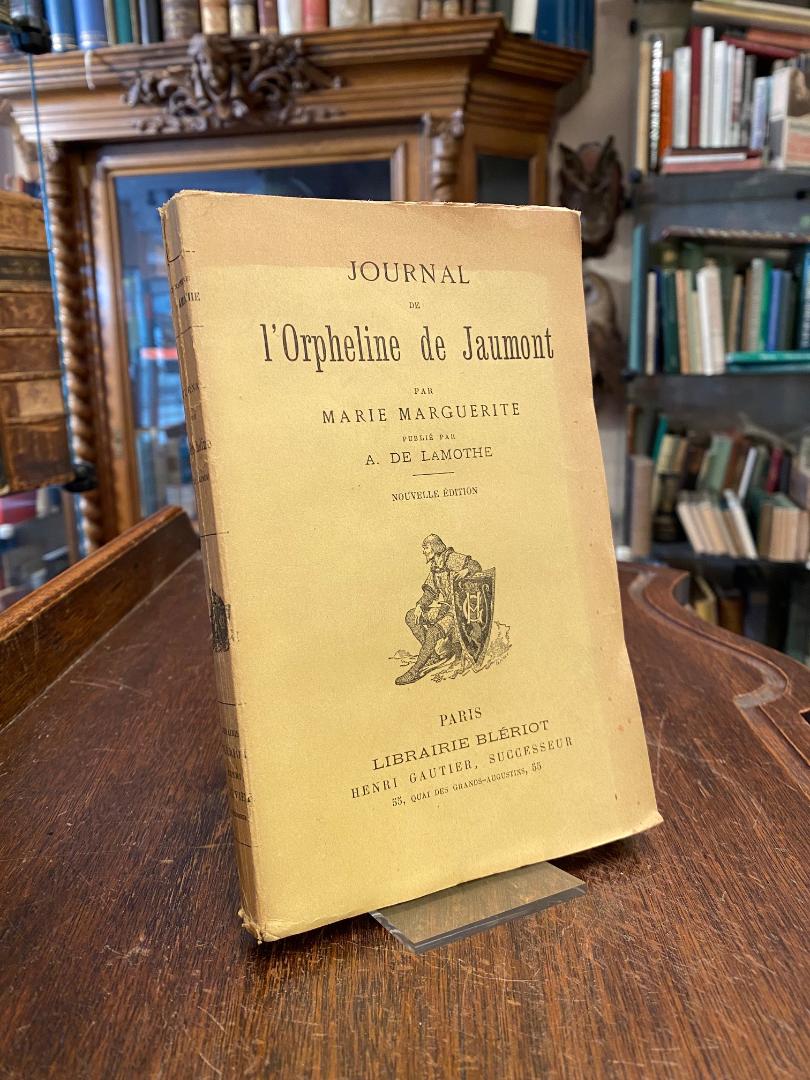 JOURNAL
DE
l'Orpheline de Jaumont
PAR
MARIE MARGUERITE
PUBLIÉ PAR
A. DE LAMOTHE
NOUVELLE ÉDITION
PARIS
LIBRAIRIE BLÉRIOT
HENRI GAUTIER, SUCCESSEUR
55, QUAI DES GRANDS-AUGUSTINS, 55